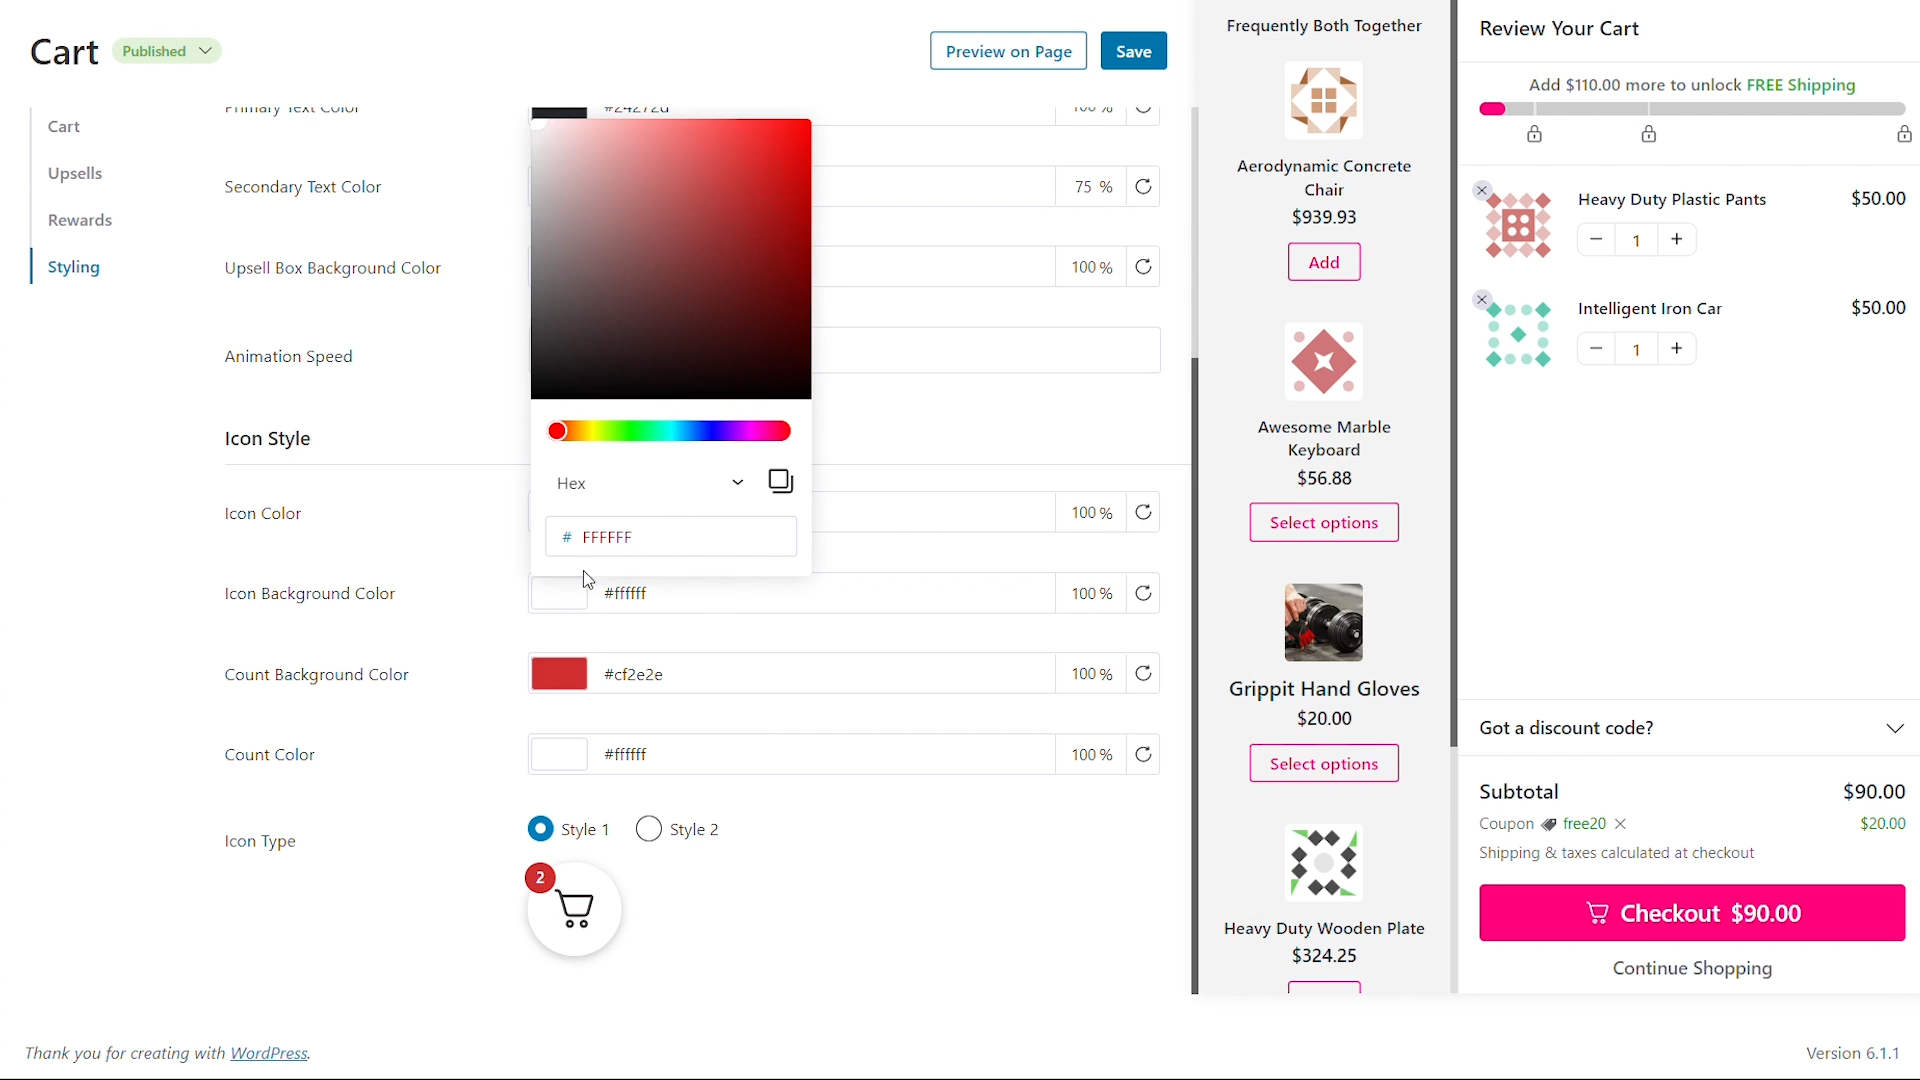 Cart
Published
Preview on Page
Save
Cart
Upsells
Rewards
Styling
Primary Text Color
#24272d
100 %
Secondary Text Color
75 %
Upsell Box Background Color
100 %
Animation Speed
Icon Style
Hex
Icon Color
100 %
# FFFFFF
Icon Background Color
#ffffff
100 %
Count Background Color
#cf2e2e
100 %
Count Color
#ffffff
100 %
Icon Type
Style 1
Style 2
2
Thank you for creating with WordPress.
Version 6.1.1
Frequently Both Together
Aerodynamic Concrete
Chair
$939.93
Add
Awesome Marble
Keyboard
$56.88
Select options
Grippit Hand Gloves
$20.00
Select options
Heavy Duty Wooden Plate
$324.25
Review Your Cart
Add $110.00 more to unlock FREE Shipping
Heavy Duty Plastic Pants
$50.00
− 1 +
Intelligent Iron Car
$50.00
− 1 +
Got a discount code?
Subtotal
$90.00
Coupon free20
$20.00
Shipping & taxes calculated at checkout
Checkout $90.00
Continue Shopping